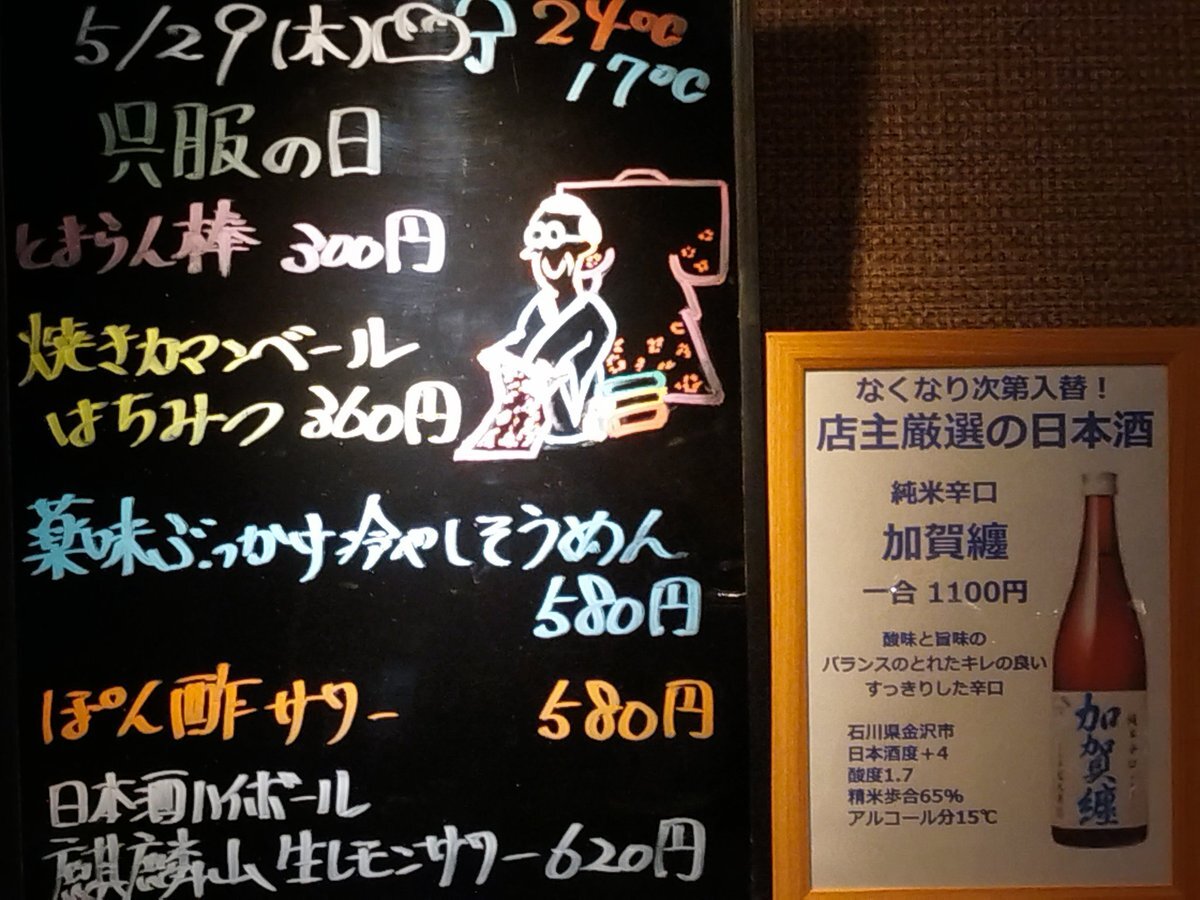 5/29(木) 24℃
17℃
呉服の日
とまらん棒 300円
焼きカマンベール
はちみつ 360円
薬味ぶっかす冷やしそうめん
580円
ぽん酢サワー 580円
日本酒ハイボール
麒麟山生レモンサワー 620円
なくなり次第入替！
店主厳選の日本酒
純米辛口
加賀纏
一合 1100円
酸味と旨味の
バランスのとれたキレの良い
すっきりした辛口
石川県金沢市
日本酒度＋4
酸度1.7
精米歩合65%
アルコール分15℃
加賀纏
純米辛口